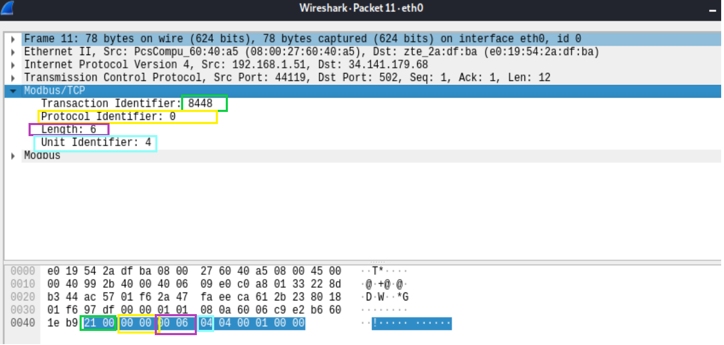 Wireshark · Packet 11 · eth0
Frame 11: 78 bytes on wire (624 bits), 78 bytes captured (624 bits) on interface eth0, id 0
Ethernet II, Src: PcsCompu_60:40:a5 (08:00:27:60:40:a5), Dst: zte_2a:df:ba (e0:19:54:2a:df:ba)
Internet Protocol Version 4, Src: 192.168.1.51, Dst: 34.141.179.68
Transmission Control Protocol, Src Port: 44119, Dst Port: 502, Seq: 1, Ack: 1, Len: 12
Modbus/TCP
Transaction Identifier: 8448
Protocol Identifier: 0
Length: 6
Unit Identifier: 4
Modbus
0000 e0 19 54 2a df ba 08 00 27 60 40 a5 08 00 45 00 ··T*····
0010 00 40 99 2b 40 00 40 06 09 e0 c0 a8 01 33 22 8d ·@·+@·@·
0020 b3 44 ac 57 01 f6 2a 47 fa ee ca 61 2b 23 80 18 ·D·W··*G
0030 01 f6 97 df 00 00 01 01 08 0a 60 06 c9 e2 b6 60 ········
0040 1e b9 21 00 00 00 00 06 04 04 00 01 00 00 ··!····· ······